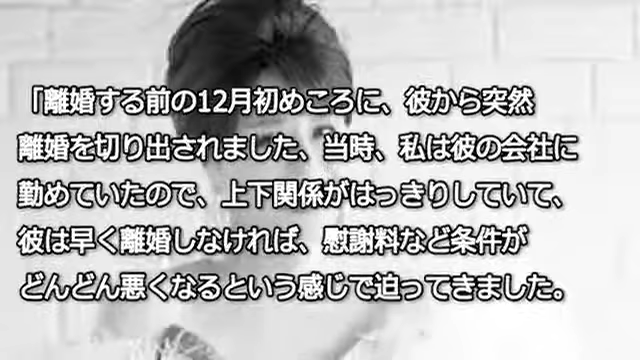 「離婚する前の12月初めころに、彼から突然
離婚を切り出されました、当時、私は彼の会社に
勤めていたので、上下関係がはっきりしていて、
彼は早く離婚しなければ、慰謝料など条件が
どんどん悪くなるという感じで迫ってきました。